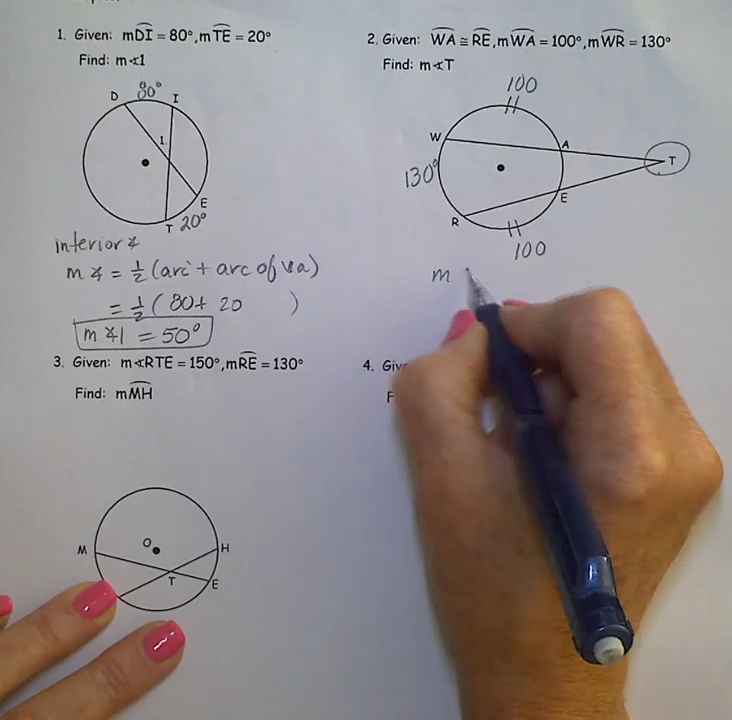 1. Given: mDI = 80°, mTE = 20°
Find: m∢1
D 80° I
1
E
T 20°
interior ∢
m ∢ = ½ (arc + arc of va)
= ½ ( 80 + 20 )
m ∢1 = 50°
2. Given: WA ≅ RE, mWA = 100°, mWR = 130°
Find: m∢T
100
W
A
T
130°
E
R
100
m
3. Given: m∢RTE = 150°, mRE = 130°
Find: mMH
O
M
H
T
E
4. Giv
F